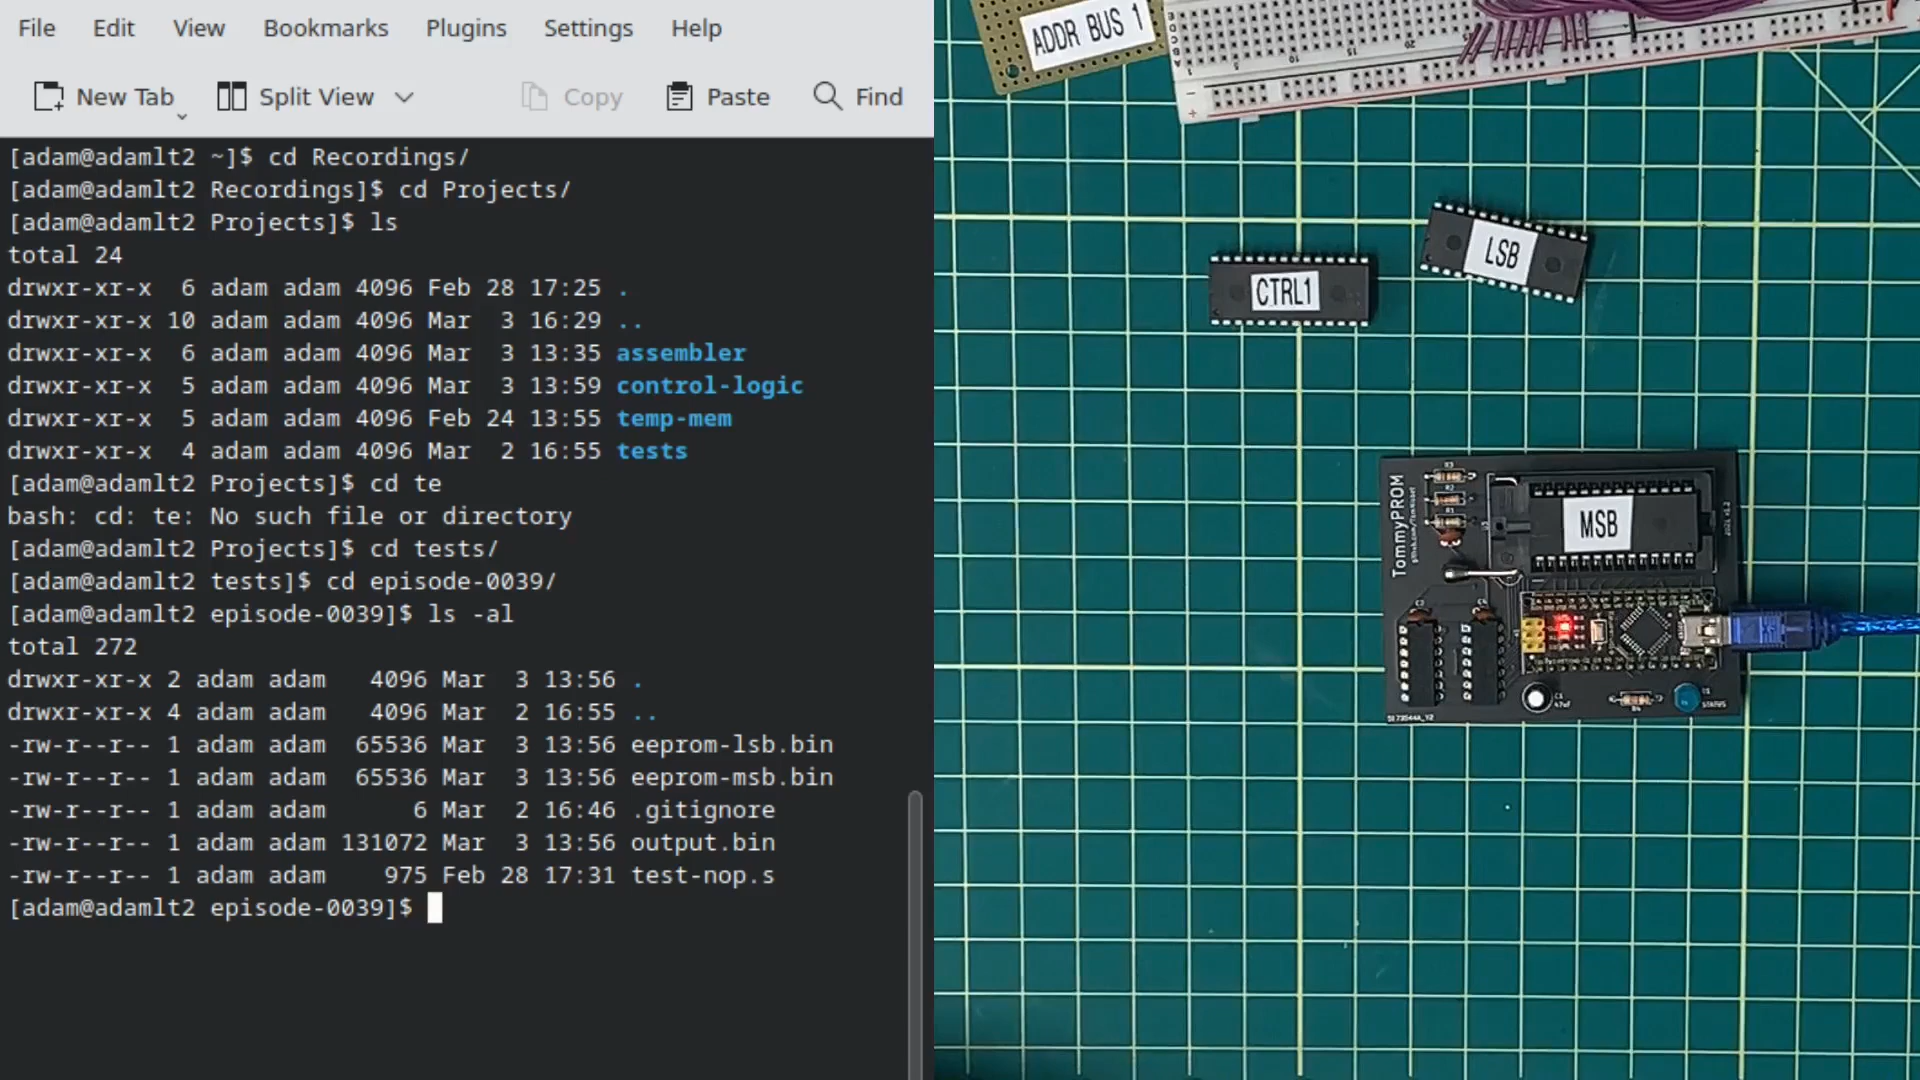 File Edit View Bookmarks Plugins Settings Help
New Tab Split View Copy Paste Find
[adam@adamlt2 ~]$ cd Recordings/
[adam@adamlt2 Recordings]$ cd Projects/
[adam@adamlt2 Projects]$ ls
total 24
drwxr-xr-x  6 adam adam 4096 Feb 28 17:25 .
drwxr-xr-x 10 adam adam 4096 Mar  3 16:29 ..
drwxr-xr-x  6 adam adam 4096 Mar  3 13:35 assembler
drwxr-xr-x  5 adam adam 4096 Mar  3 13:59 control-logic
drwxr-xr-x  5 adam adam 4096 Feb 24 13:55 temp-mem
drwxr-xr-x  4 adam adam 4096 Mar  2 16:55 tests
[adam@adamlt2 Projects]$ cd te
bash: cd: te: No such file or directory
[adam@adamlt2 Projects]$ cd tests/
[adam@adamlt2 tests]$ cd episode-0039/
[adam@adamlt2 episode-0039]$ ls -al
total 272
drwxr-xr-x 2 adam adam   4096 Mar  3 13:56 .
drwxr-xr-x 4 adam adam   4096 Mar  2 16:55 ..
-rw-r--r-- 1 adam adam  65536 Mar  3 13:56 eeprom-lsb.bin
-rw-r--r-- 1 adam adam  65536 Mar  3 13:56 eeprom-msb.bin
-rw-r--r-- 1 adam adam      6 Mar  2 16:46 .gitignore
-rw-r--r-- 1 adam adam 131072 Mar  3 13:56 output.bin
-rw-r--r-- 1 adam adam    975 Feb 28 17:31 test-nop.s
[adam@adamlt2 episode-0039]$
ADDR BUS 1
LSB
CTRL1
TommyPROM
R3
R2
R1
MSB
C1
47uF
STATUS